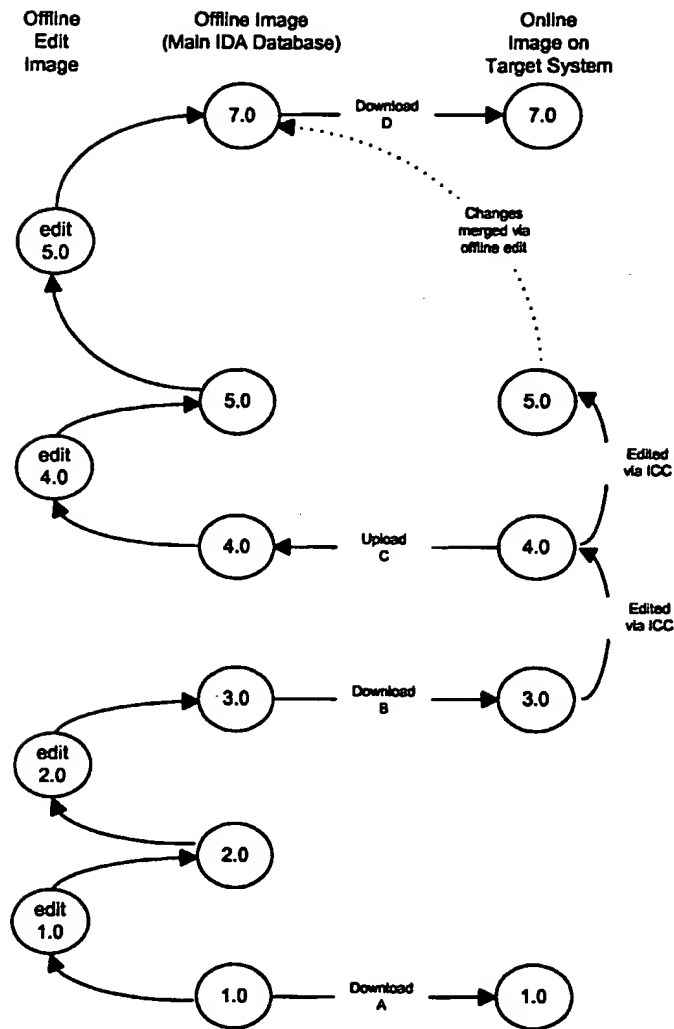 Offline
Edit
Image
Offline Image
(Main IDA Database)
Online
Image on
Target System
7.0
Download
D
7.0
Changes
merged via
offline edit
edit
5.0
5.0
5.0
edit
4.0
Edited
via ICC
4.0
Upload
C
4.0
Edited
via ICC
3.0
Download
B
3.0
edit
2.0
2.0
edit
1.0
1.0
Download
A
1.0